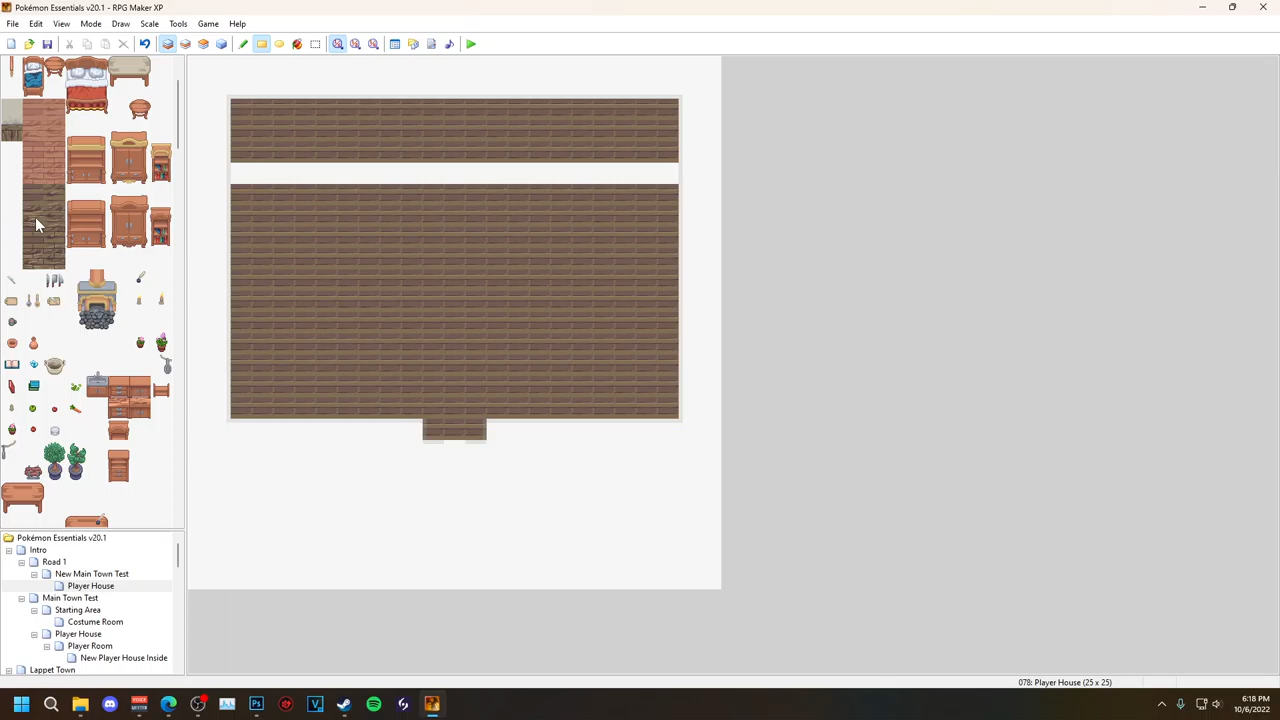 Pokémon Essentials v20.1 - RPG Maker XP
File Edit View Mode Draw Scale Tools Game Help
Pokémon Essentials v20.1
Intro
Road 1
New Main Town Test
Player House
Main Town Test
Starting Area
Costume Room
Player House
Player Room
New Player House Inside
Lappet Town
078: Player House (25 x 25)
6:18 PM
10/6/2022